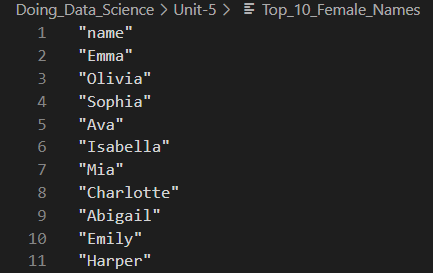 Doing_Data_Science > Unit-5 > Top_10_Female_Names
1 "name"
2 "Emma"
3 "Olivia"
4 "Sophia"
5 "Ava"
6 "Isabella"
7 "Mia"
8 "Charlotte"
9 "Abigail"
10 "Emily"
11 "Harper"